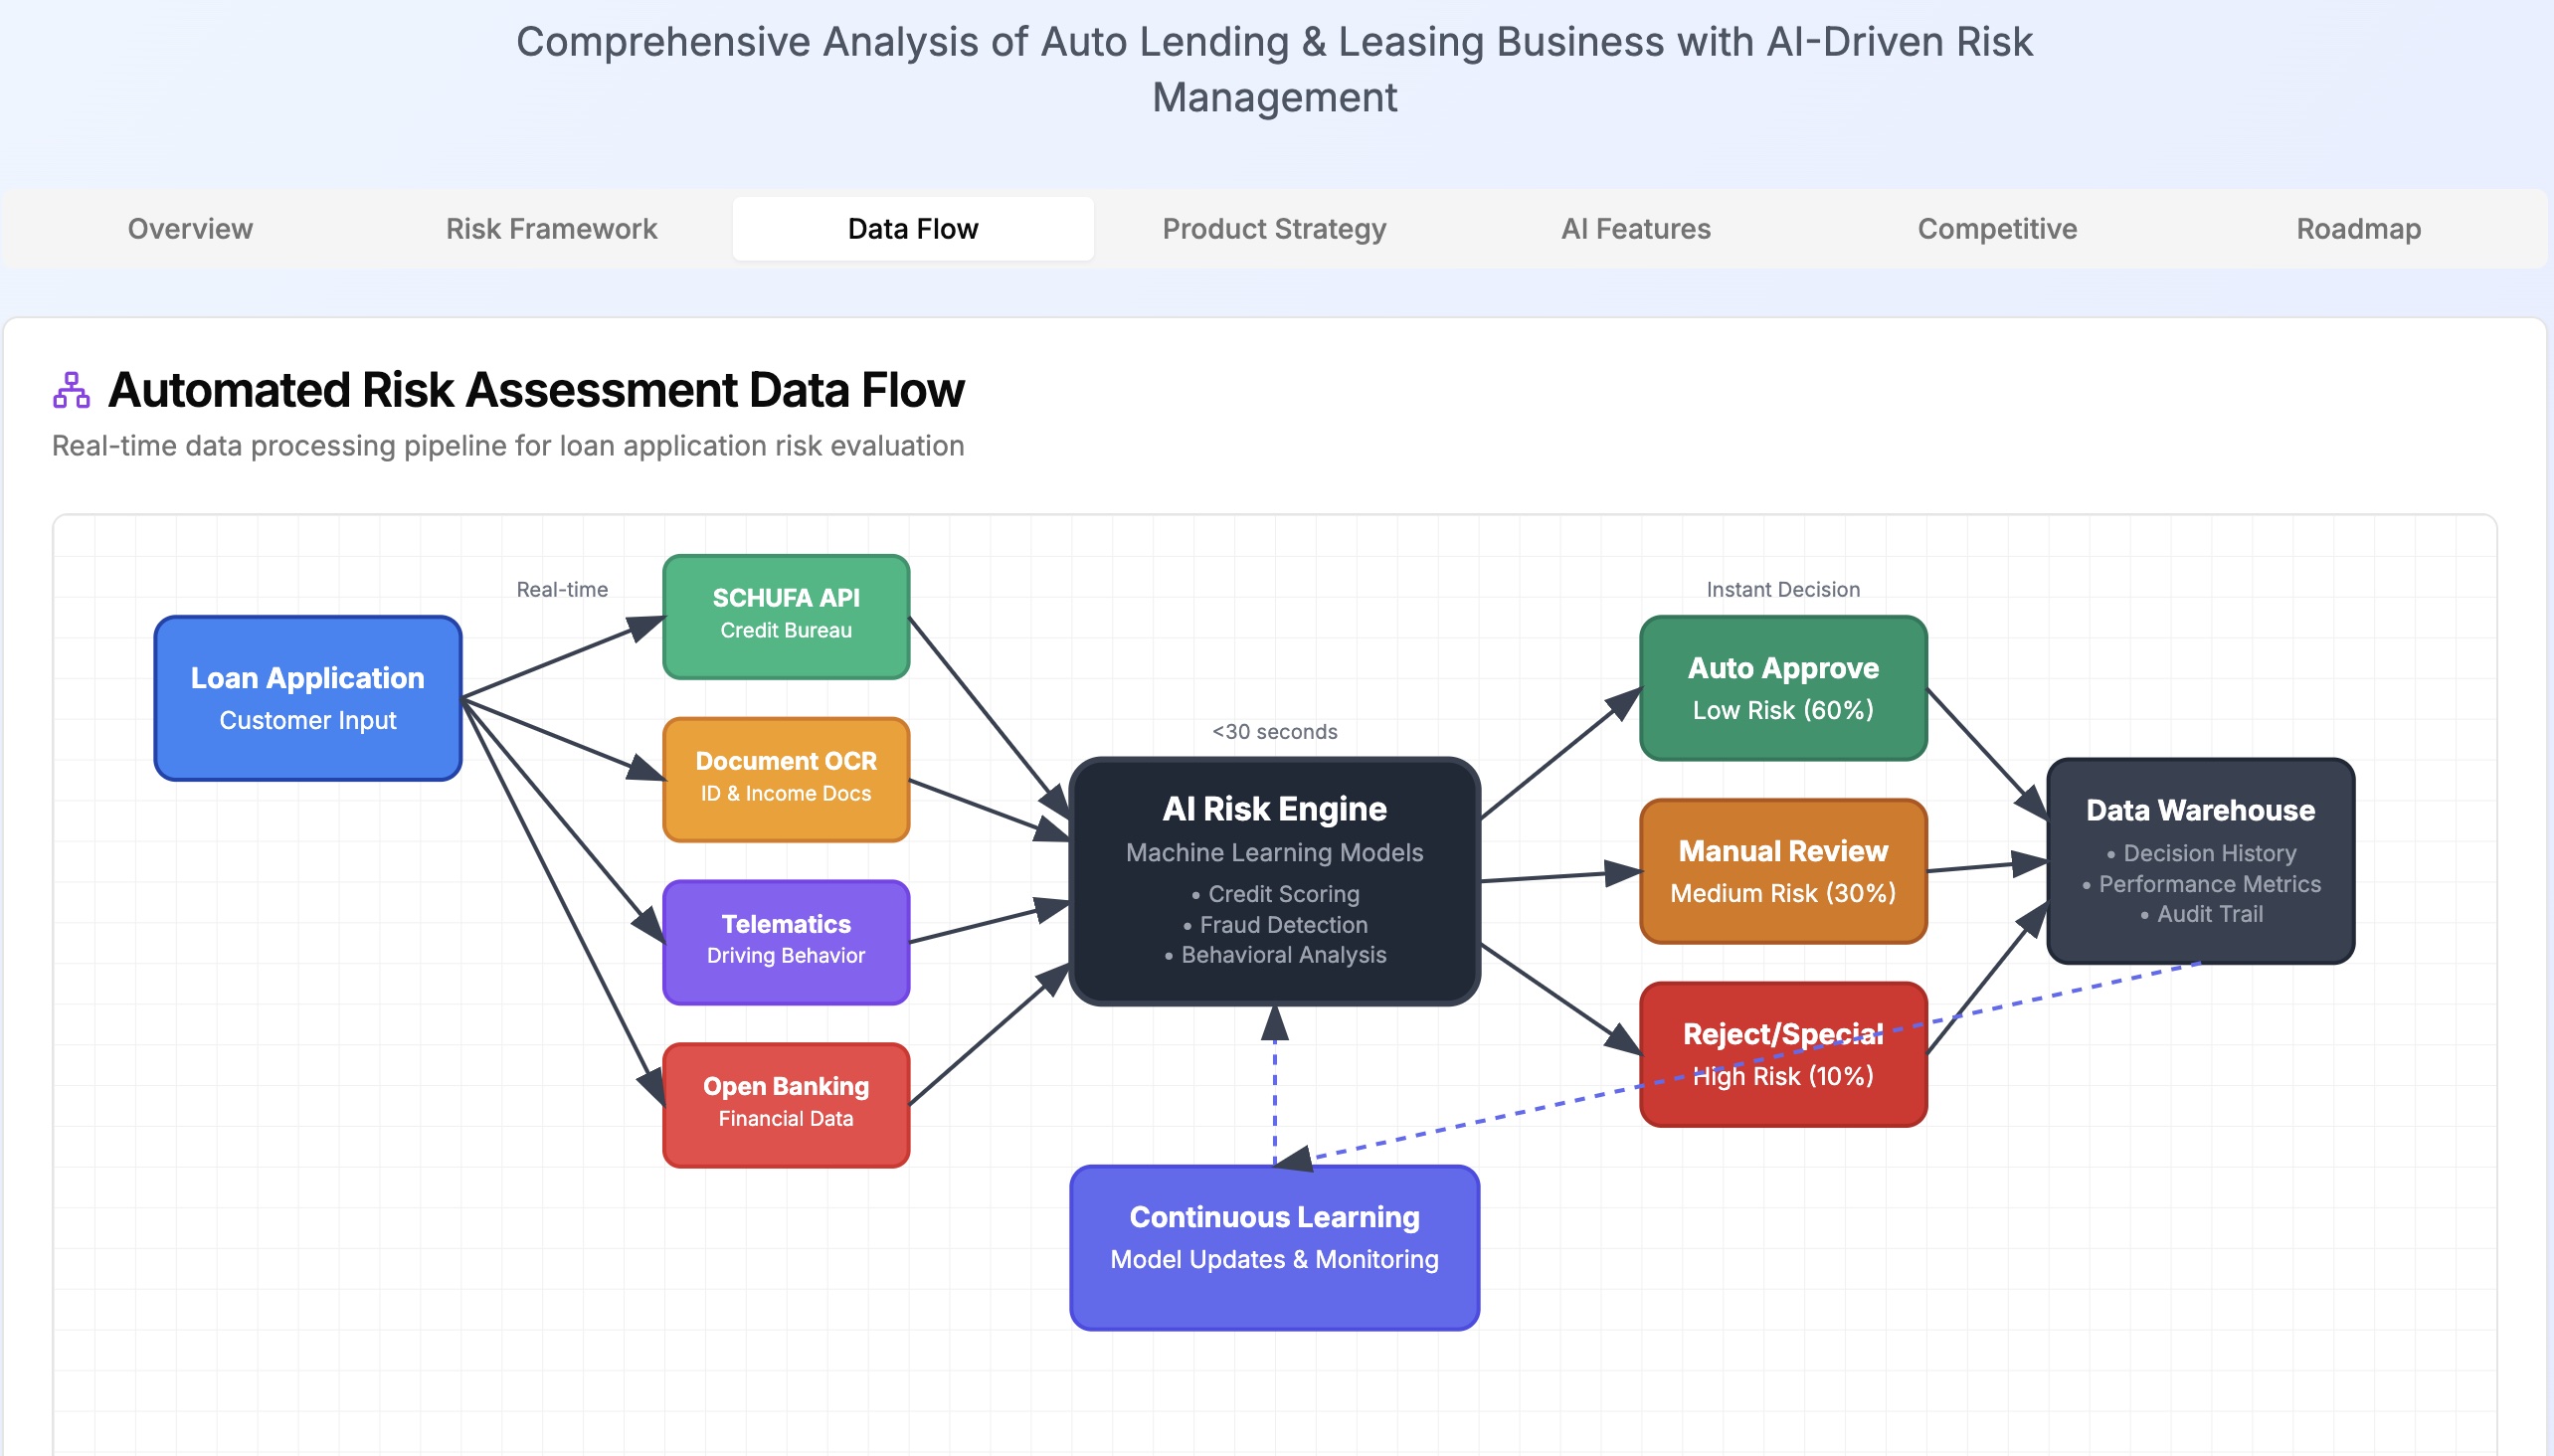 Comprehensive Analysis of Auto Lending & Leasing Business with AI-Driven Risk
Management
Overview
Risk Framework
Data Flow
Product Strategy
AI Features
Competitive
Roadmap
Automated Risk Assessment Data Flow
Real-time data processing pipeline for loan application risk evaluation
Loan Application
Customer Input
Real-time
SCHUFA API
Credit Bureau
Document OCR
ID & Income Docs
Telematics
Driving Behavior
Open Banking
Financial Data
<30 seconds
AI Risk Engine
Machine Learning Models
• Credit Scoring
• Fraud Detection
• Behavioral Analysis
Instant Decision
Auto Approve
Low Risk (60%)
Manual Review
Medium Risk (30%)
Reject/Special
High Risk (10%)
Data Warehouse
• Decision History
• Performance Metrics
• Audit Trail
Continuous Learning
Model Updates & Monitoring